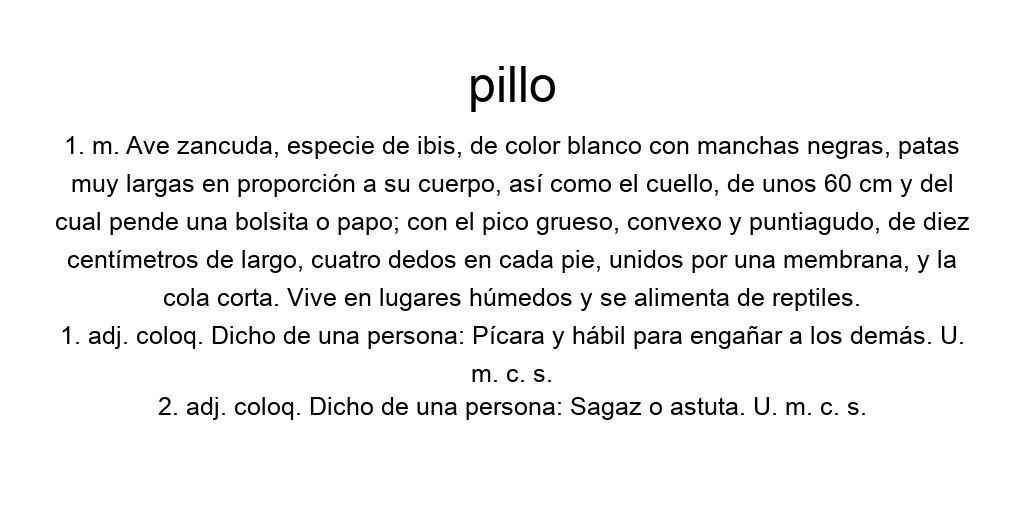 pillo
1. m. Ave zancuda, especie de ibis, de color blanco con manchas negras, patas
muy largas en proporción a su cuerpo, así como el cuello, de unos 60 cm y del
cual pende una bolsita o papo; con el pico grueso, convexo y puntiagudo, de diez
centímetros de largo, cuatro dedos en cada pie, unidos por una membrana, y la
cola corta. Vive en lugares húmedos y se alimenta de reptiles.
1. adj. coloq. Dicho de una persona: Pícara y hábil para engañar a los demás. U.
m. c. s.
2. adj. coloq. Dicho de una persona: Sagaz o astuta. U. m. c. s.